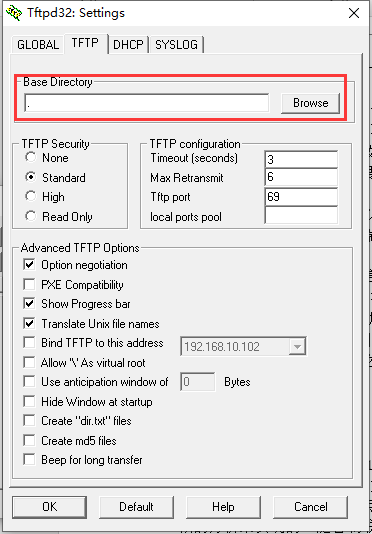 Tftpd32: Settings
GLOBAL TFTP DHCP SYSLOG
Base Directory
. Browse
TFTP Security
None
Standard
High
Read Only
TFTP configuration
Timeout (seconds) 3
Max Retransmit 6
Tftp port 69
local ports pool
Advanced TFTP Options
Option negotiation
PXE Compatibility
Show Progress bar
Translate Unix file names
Bind TFTP to this address 192.168.10.102
Allow '\' As virtual root
Use anticipation window of 0 Bytes
Hide Window at startup
Create "dir.txt" files
Create md5 files
Beep for long transfer
OK Default Help Cancel